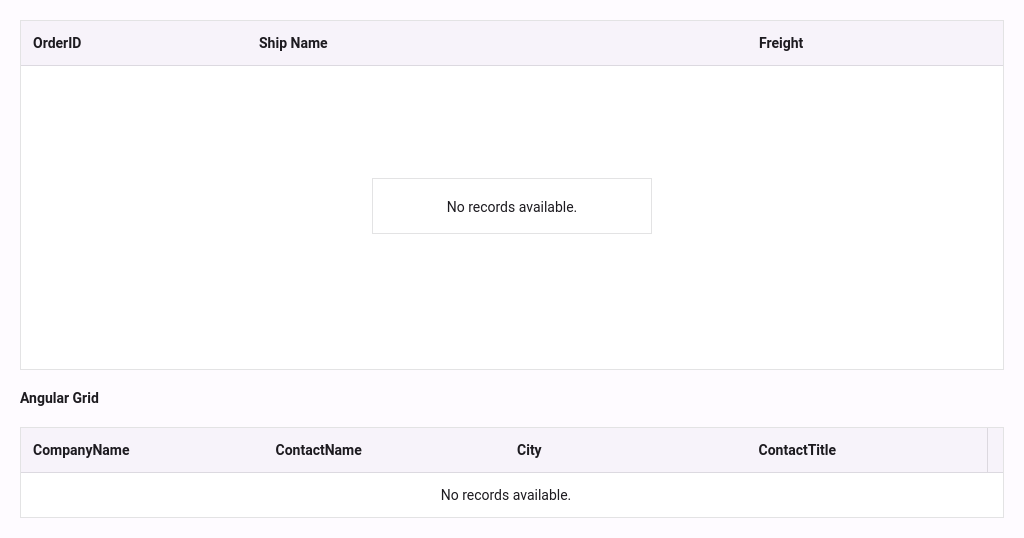 OrderID Ship Name Freight
No records available.
Angular Grid
CompanyName ContactName City ContactTitle
No records available.